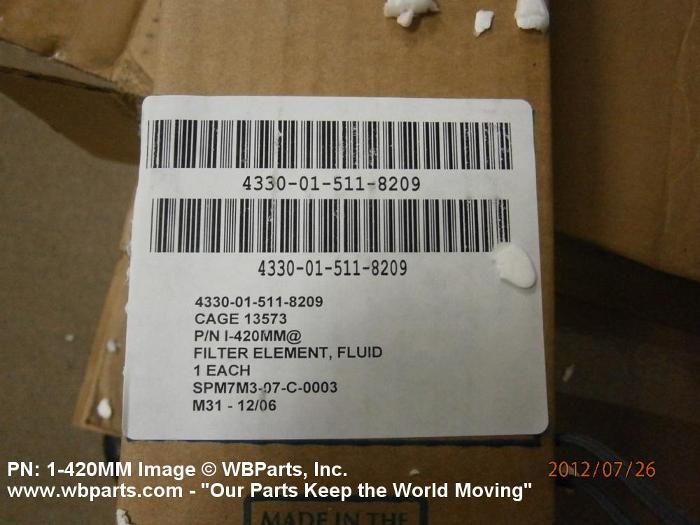 4330-01-511-8209
4330-01-511-8209
4330-01-511-8209
CAGE 13573
P/N I-420MM@
FILTER ELEMENT, FLUID
1 EACH
SPM7M3-07-C-0003
M31 - 12/06
PN: 1-420MM Image © WBParts, Inc.
2012/07/26
www.wbparts.com - "Our Parts Keep the World Moving"
MADE IN THE